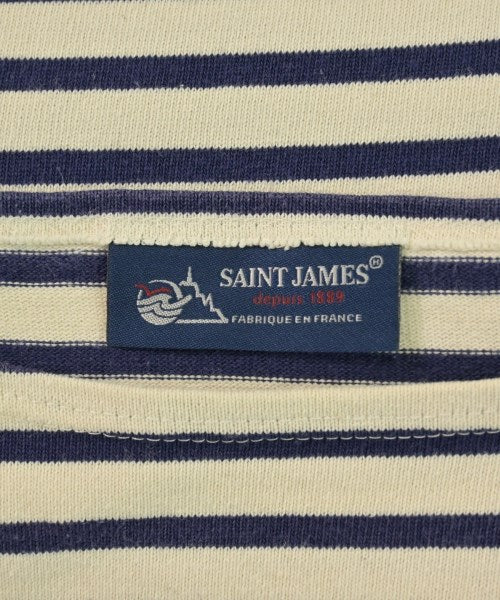 SAINT JAMES®
depuis 1889
FABRIQUE EN FRANCE